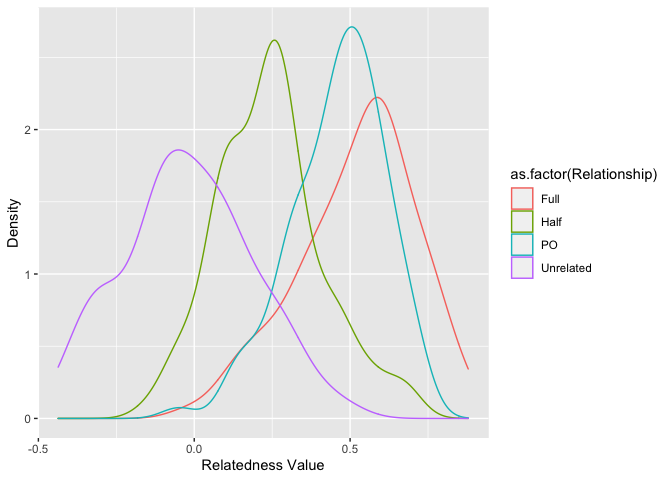 Density
2
1
0
-0.5
0.0
0.5
Relatedness Value
as.factor(Relationship)
Full
Half
PO
Unrelated